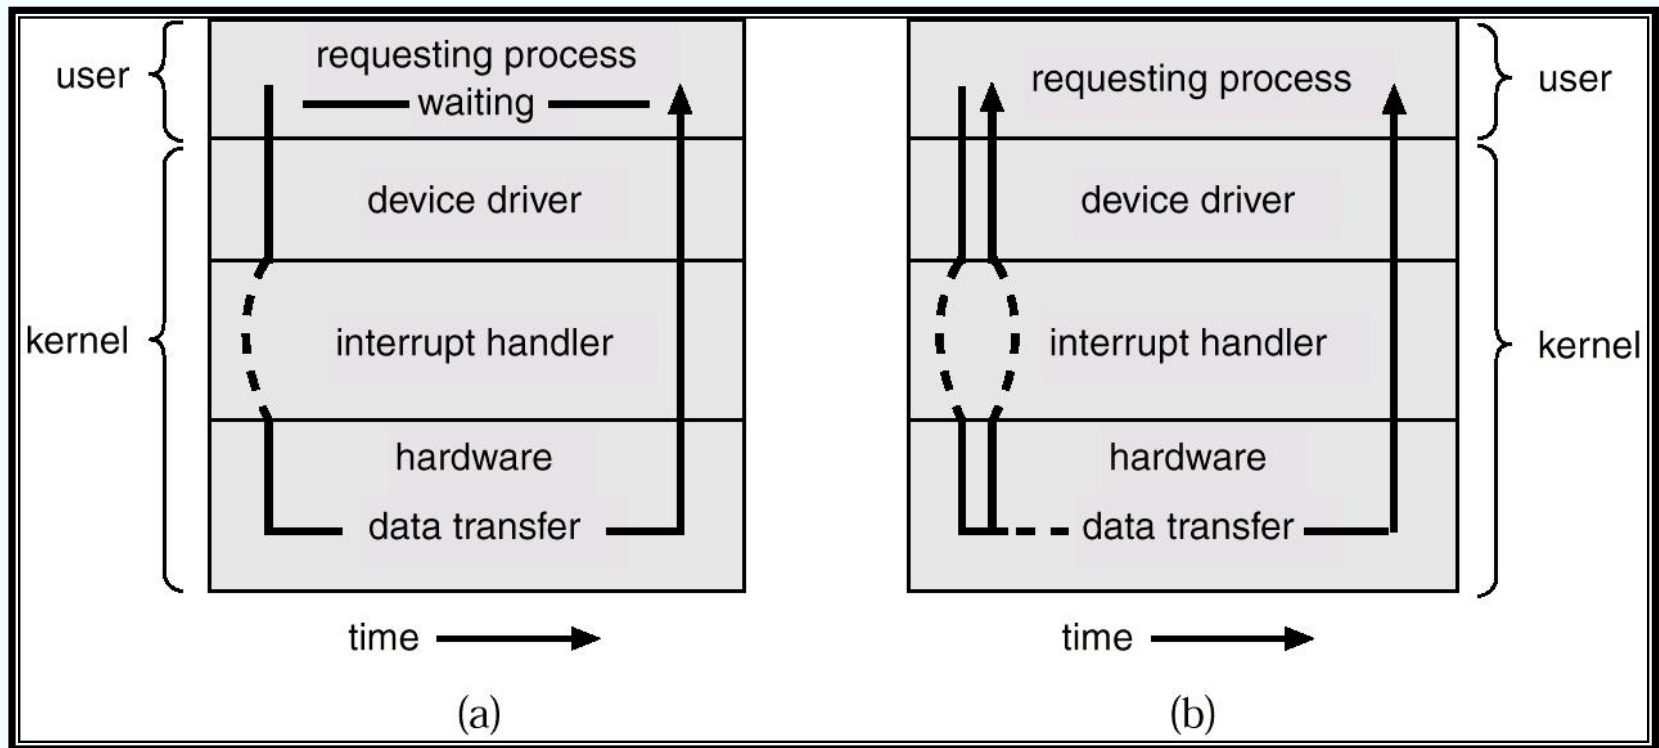 user
requesting process
waiting
kernel
device driver
interrupt handler
hardware
data transfer
time
(a)
requesting process
user
device driver
interrupt handler
kernel
hardware
data transfer
time
(b)